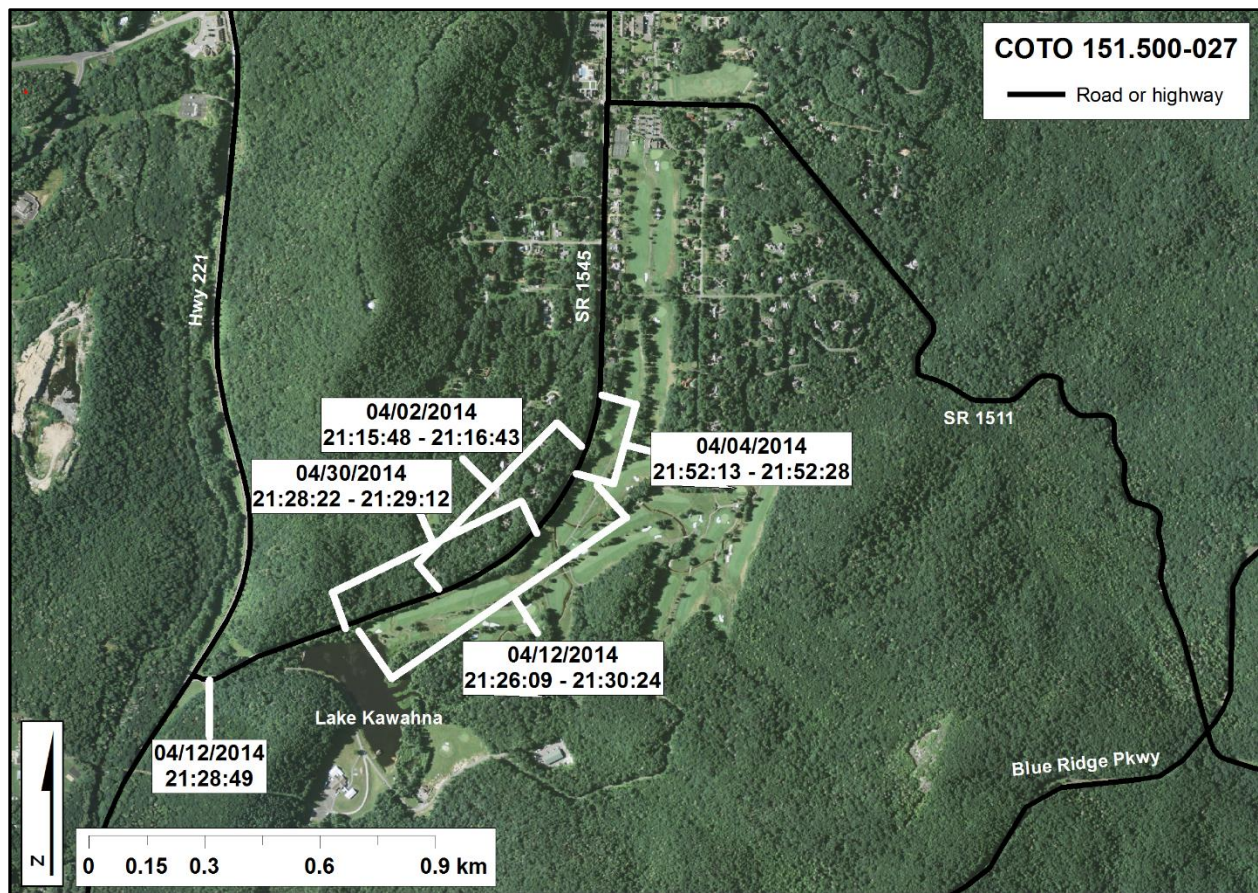 COTO 151.500-027
Road or highway
Hwy 221
SR 1545
SR 1511
04/02/2014
21:15:48 - 21:16:43
04/30/2014
21:28:22 - 21:29:12
04/04/2014
21:52:13 - 21:52:28
04/12/2014
21:26:09 - 21:30:24
Lake Kawahna
04/12/2014
21:28:49
Blue Ridge Pkwy
N
0 0.15 0.3 0.6 0.9 km